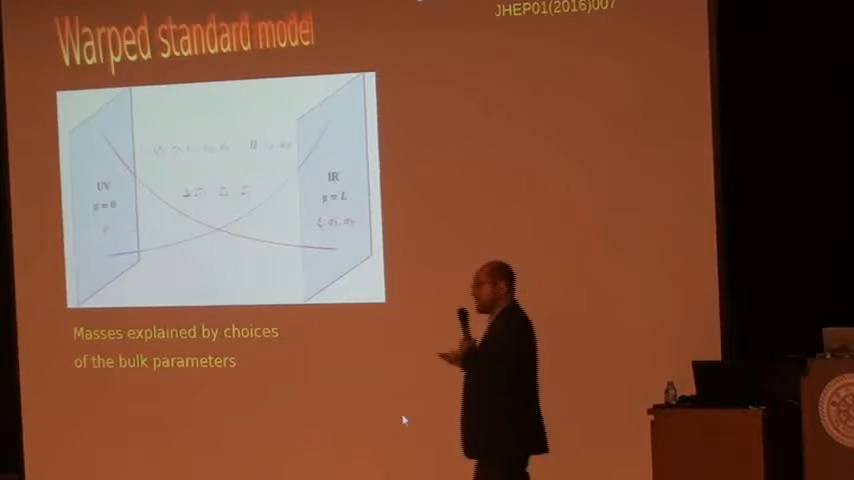 Warped standard model
JHEP01(2016)007
UV
IR
y = L
Masses explained by choices
of the bulk parameters